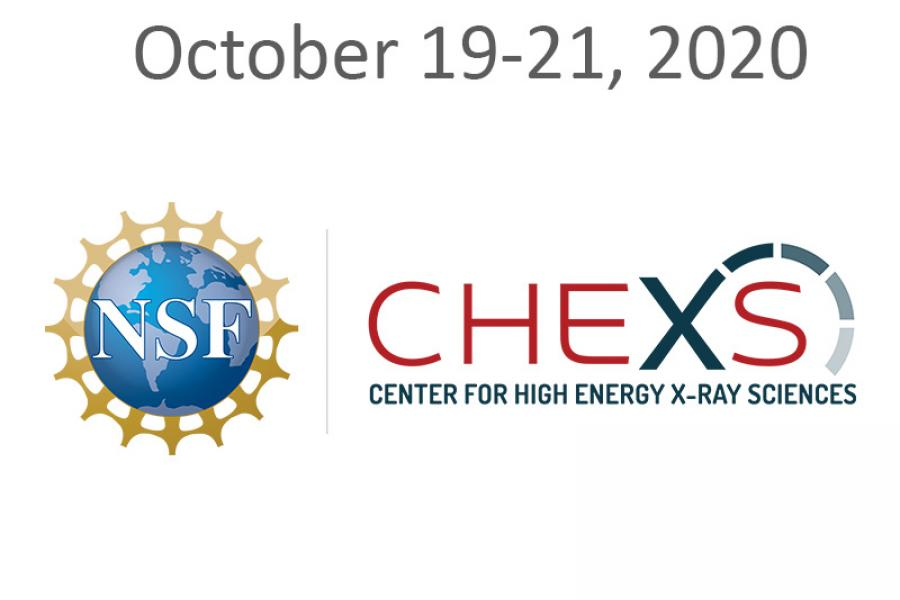 October 19-21, 2020
NSF
CHEXS
CENTER FOR HIGH ENERGY X-RAY SCIENCES